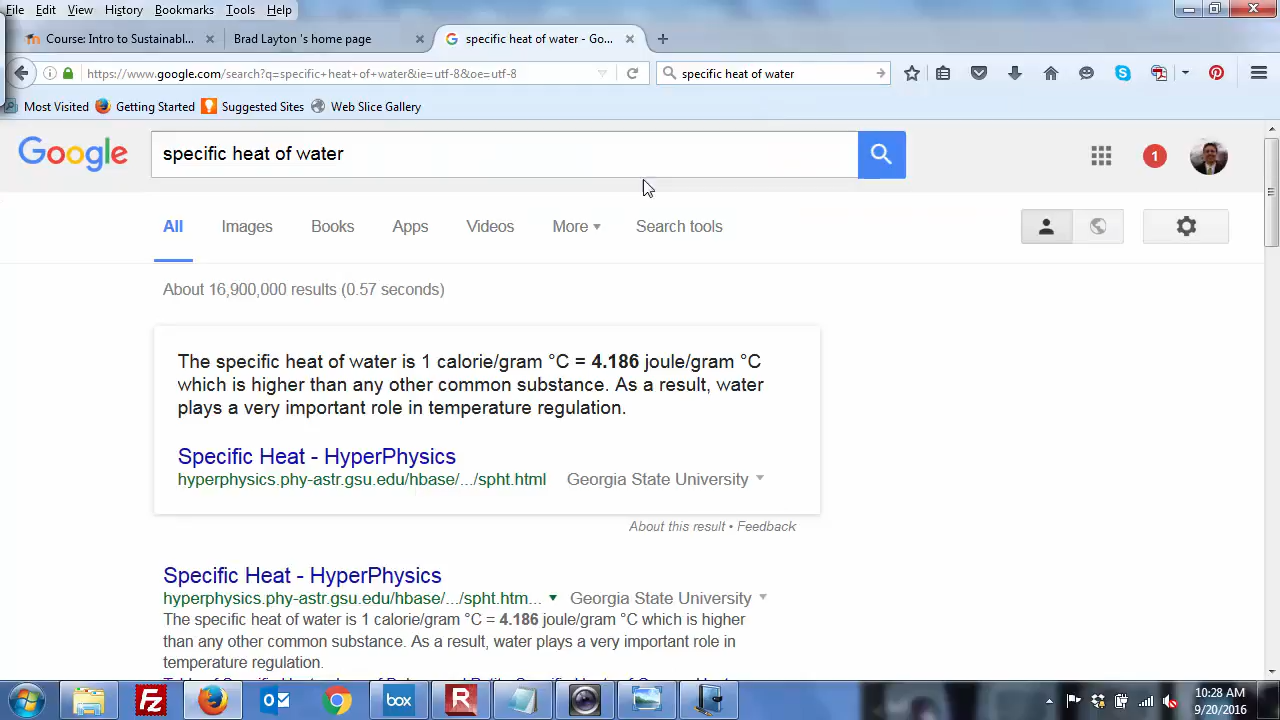 File Edit View History Bookmarks Tools Help
Course: Intro to Sustainabl...
Brad Layton 's home page
specific heat of water - Go...
https://www.google.com/search?q=specific+heat+of+water&ie=utf-8&oe=utf-8
specific heat of water
Most Visited Getting Started Suggested Sites Web Slice Gallery
Google
specific heat of water
1
All Images Books Apps Videos More Search tools
About 16,900,000 results (0.57 seconds)
The specific heat of water is 1 calorie/gram °C = 4.186 joule/gram °C
which is higher than any other common substance. As a result, water
plays a very important role in temperature regulation.
Specific Heat - HyperPhysics
hyperphysics.phy-astr.gsu.edu/hbase/.../spht.html Georgia State University
About this result • Feedback
Specific Heat - HyperPhysics
hyperphysics.phy-astr.gsu.edu/hbase/.../spht.htm... Georgia State University
The specific heat of water is 1 calorie/gram °C = 4.186 joule/gram °C which is higher
than any other common substance. As a result, water plays a very important role in
temperature regulation.
box
10:28 AM
9/20/2016